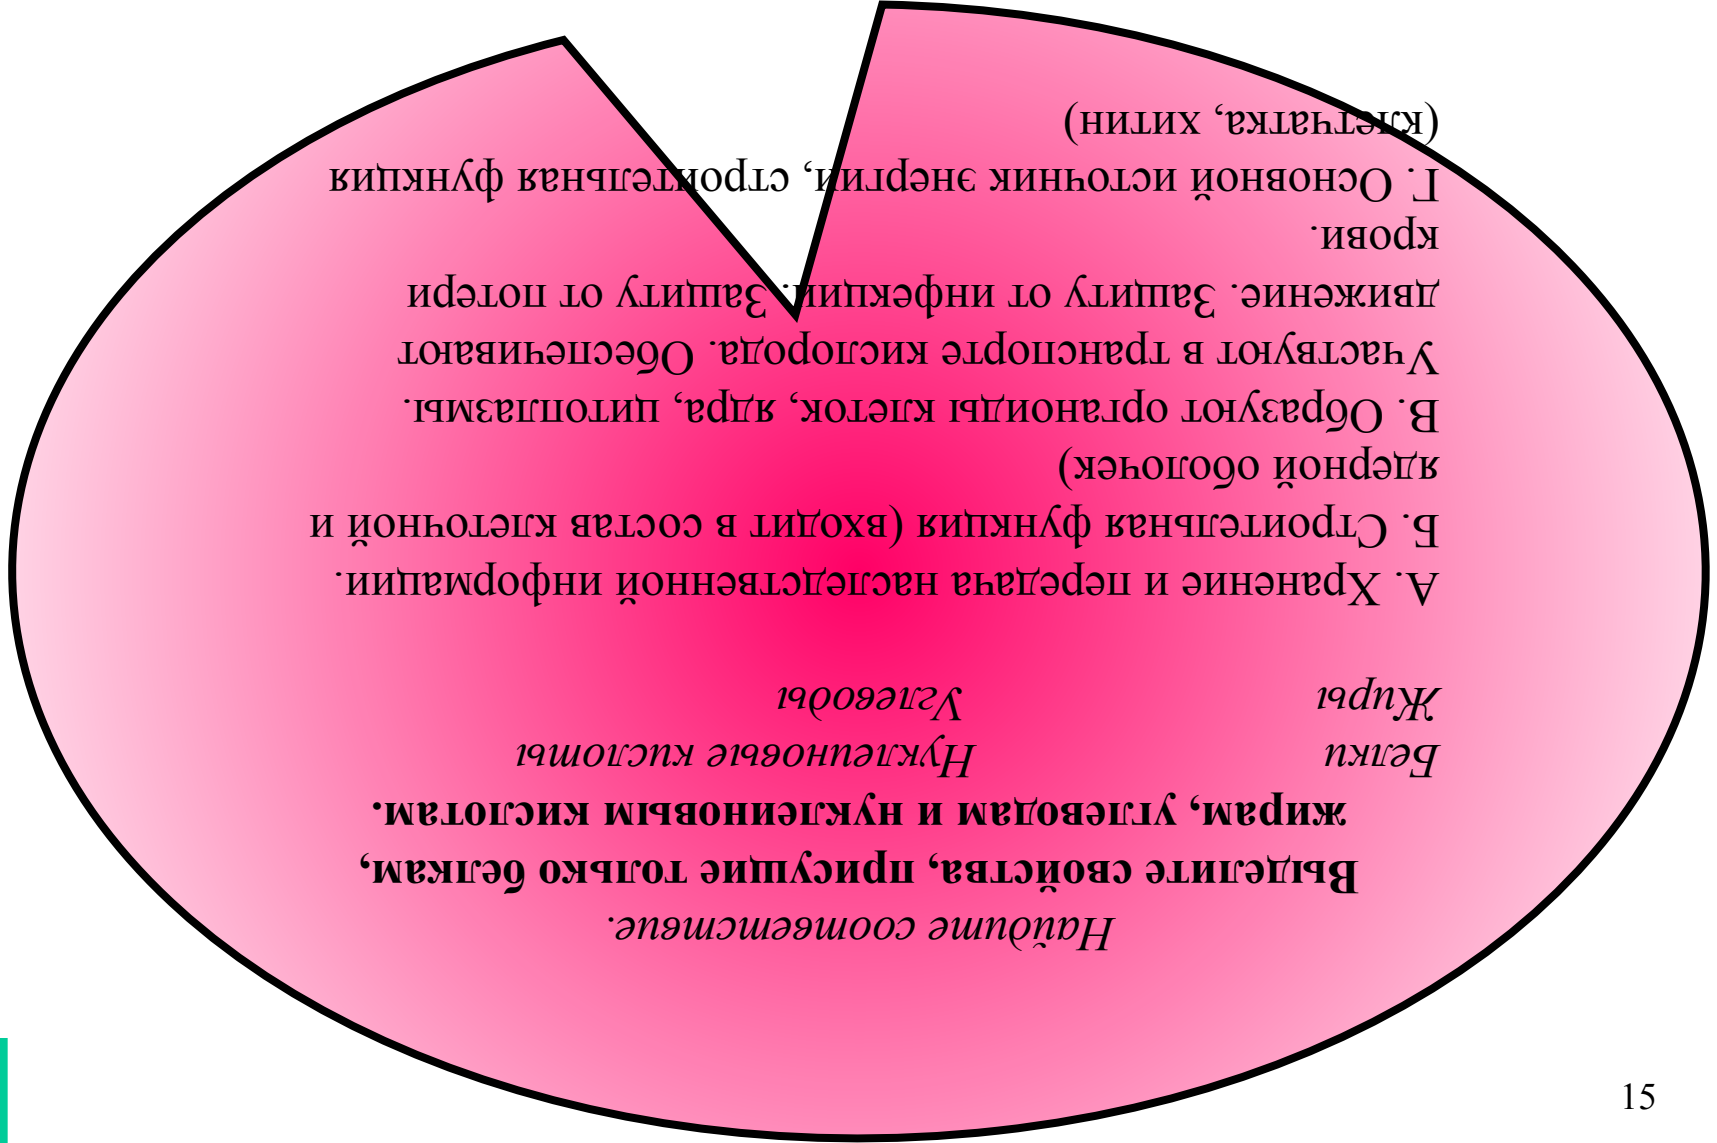 Найдите соответствие.
Выделите свойства, присущие только белкам,
жирам, углеводам и нуклеиновым кислотам.
Белки Нуклеиновые кислоты
Жиры Углеводы
А. Хранение и передача наследственной информации.
Б. Строительная функция (входит в состав клеточной и
ядерной оболочек)
В. Образуют органоиды клеток, ядра, цитоплазмы.
Участвуют в транспорте кислорода. Обеспечивают
движение. Защиту от инфекции. Защиту от потери
крови.
Г. Основной источник энергии, строительная функция
(клетчатка, хитин)
15